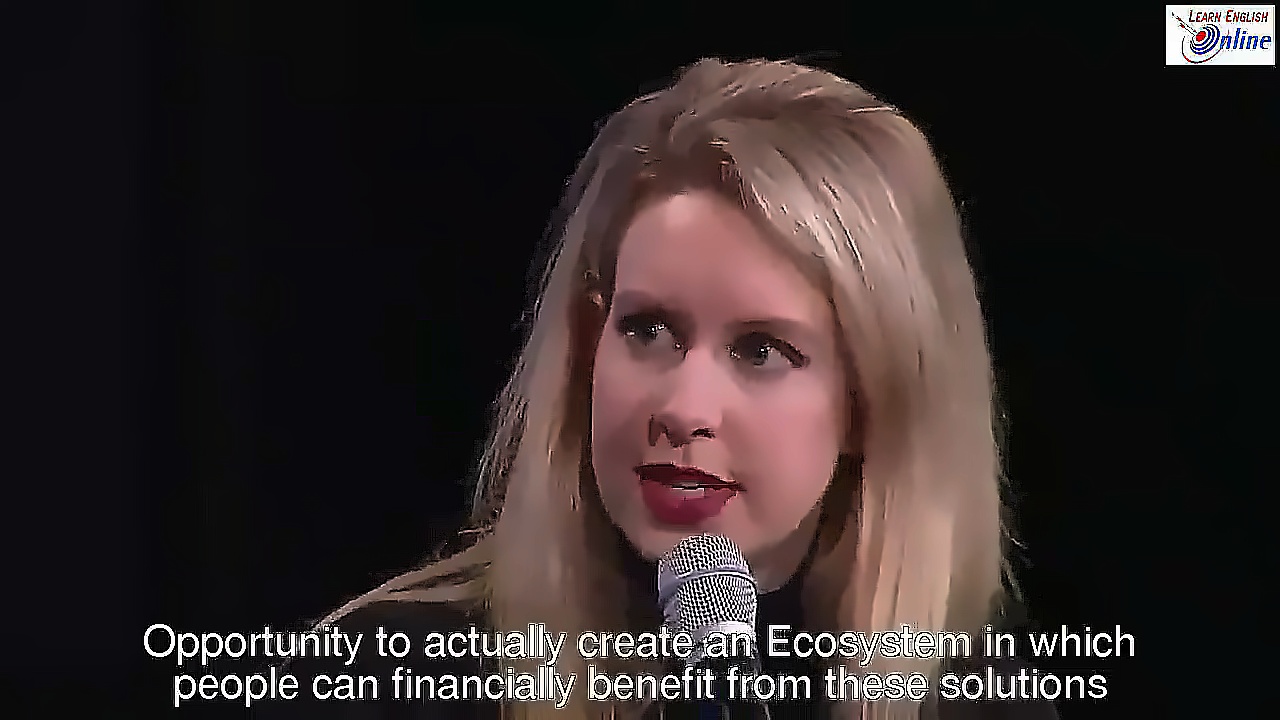 LEARN ENGLISH
Online
Opportunity to actually create an Ecosystem in which
people can financially benefit from these solutions